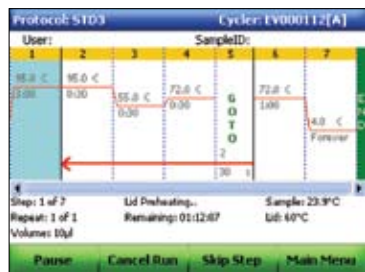 Protocol: STD3 Cycler: EV000112[A]
User: SampleID:
1 2 3 4 5 6 7
95.0 C 95.0 C 55.0 C 72.0 C GOTO 72.0 C 4.0 C
3:00 0:30 0:30 0:30 2 1:00 Forever
30
Step: 1 of 7 Lid Preheating.. Sample: 23.9°C
Repeat: 1 of 1 Remaining: 01:12:07 Lid: 60°C
Volume: 10µl
Pause Cancel Run Skip Step Main Menu